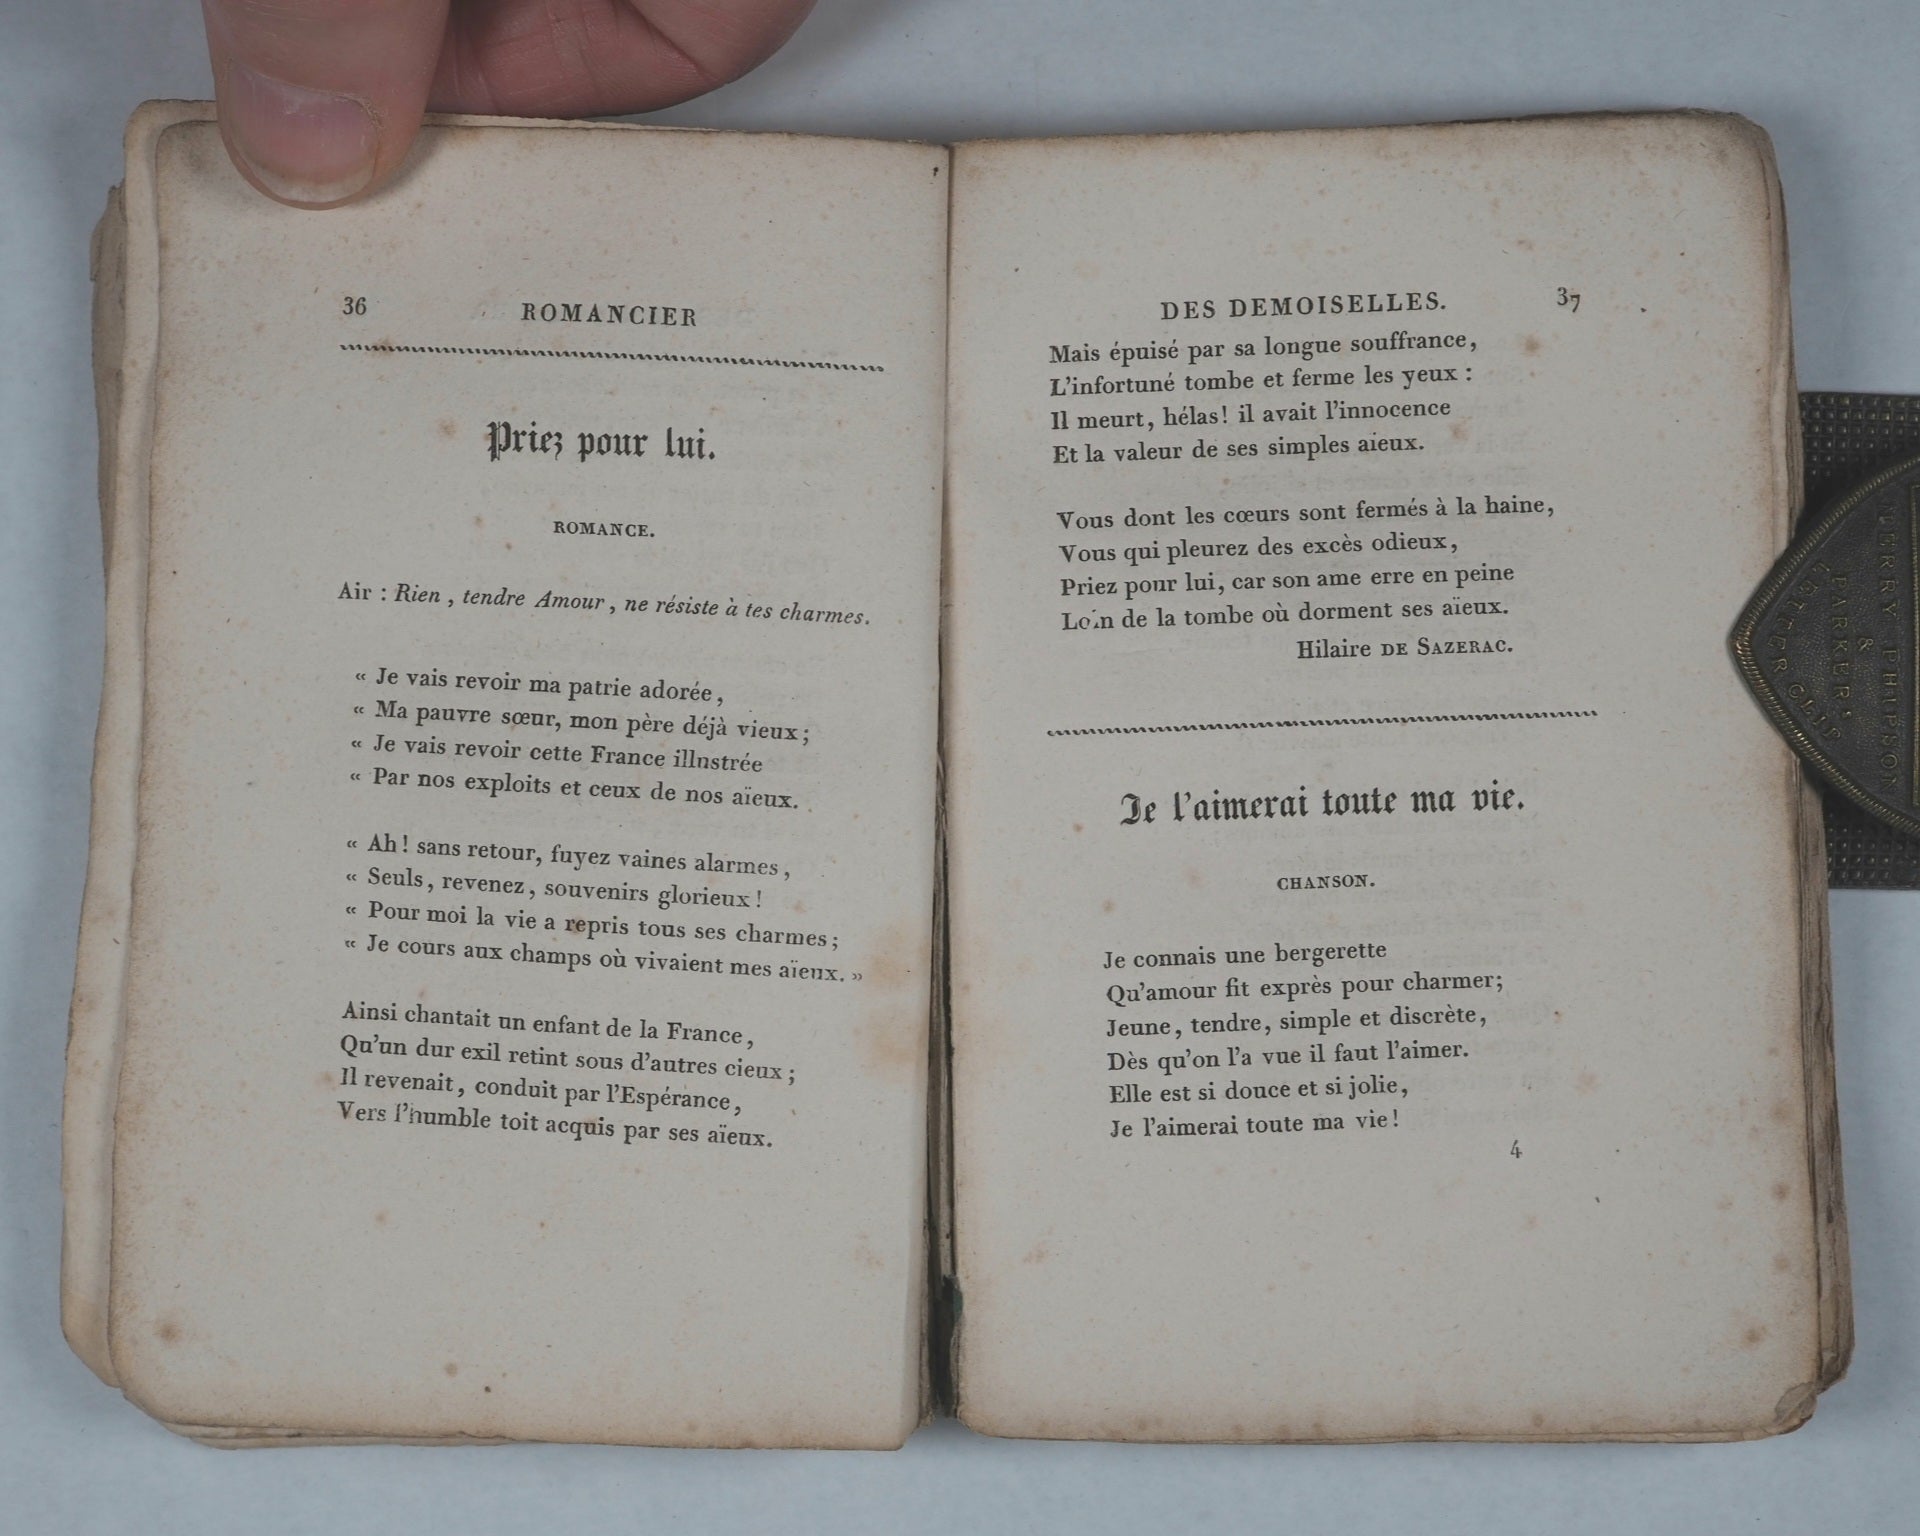 36 ROMANCIER
Priez pour lui.
ROMANCE.
Air : Rien , tendre Amour , ne résiste à tes charmes.
« Je vais revoir ma patrie adorée ,
« Ma pauvre sœur, mon père déjà vieux ;
« Je vais revoir cette France illnstrée
« Par nos exploits et ceux de nos aïeux.
« Ah ! sans retour, fuyez vaines alarmes ,
« Seuls , revenez , souvenirs glorieux !
« Pour moi la vie a repris tous ses charmes ;
« Je cours aux champs où vivaient mes aïeux. »
Ainsi chantait un enfant de la France ,
Qu'un dur exil retint sous d'autres cieux ;
Il revenait , conduit par l'Espérance ,
Vers l'humble toit acquis par ses aïeux.
DES DEMOISELLES. 37
Mais épuisé par sa longue souffrance ,
L'infortuné tombe et ferme les yeux :
Il meurt , hélas ! il avait l'innocence
Et la valeur de ses simples aieux.
Vous dont les cœurs sont fermés à la haine ,
Vous qui pleurez des excès odieux ,
Priez pour lui , car son ame erre en peine
Loin de la tombe où dorment ses aïeux.
Hilaire DE SAZERAC.
Je l'aimerai toute ma vie.
CHANSON.
Je connais une bergerette
Qu'amour fit exprès pour charmer ;
Jeune , tendre , simple et discrète ,
Dès qu'on l'a vue il faut l'aimer.
Elle est si douce et si jolie ,
Je l'aimerai toute ma vie !
4
MERRY PHIPSON
& PARKERS
LETTER CLIP